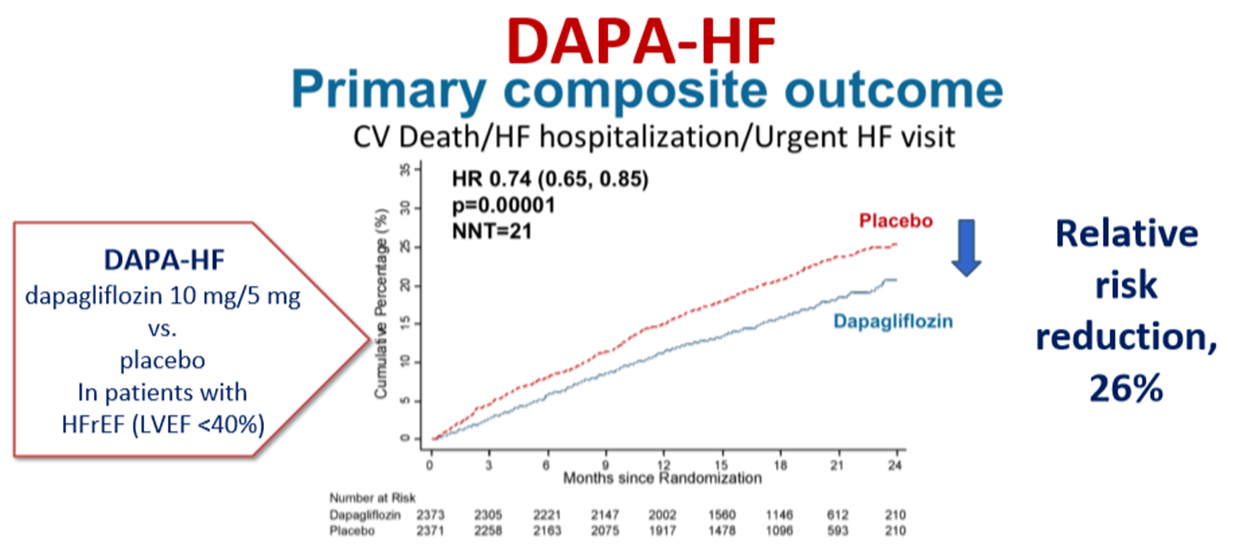 DAPA-HF
Primary composite outcome
CV Death/HF hospitalization/Urgent HF visit
DAPA-HF
dapagliflozin 10 mg/5 mg
vs.
placebo
In patients with
HFrEF (LVEF <40%)
HR 0.74 (0.65, 0.85)
p=0.00001
NNT=21
Cumulative Percentage (%)
35
30
25
20
15
10
5
0
Placebo
Dapagliflozin
0 3 6 9 12 15 18 21 24
Months since Randomization
Number at Risk
Dapagliflozin 2373 2305 2221 2147 2002 1560 1146 612 210
Placebo 2371 2258 2163 2075 1917 1478 1096 593 210
Relative
risk
reduction,
26%